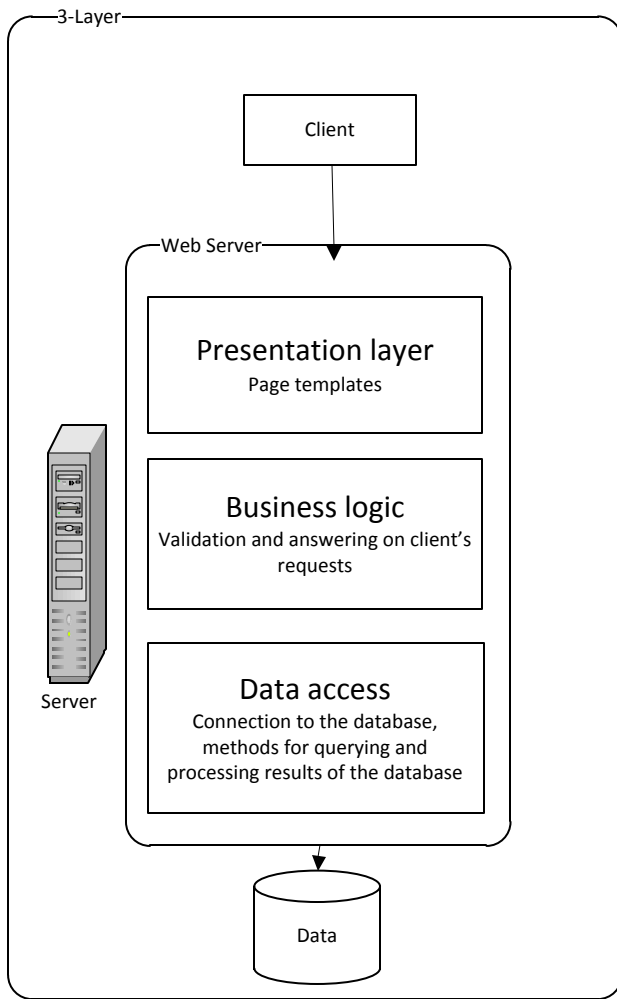 3-Layer
Client
Web Server
Presentation layer
Page templates
Business logic
Validation and answering on client's
requests
Server
Data access
Connection to the database,
methods for querying and
processing results of the database
Data